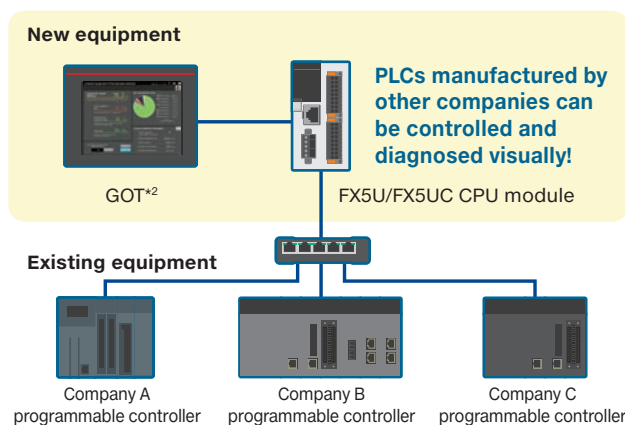 New equipment
PLCs manufactured by
other companies can
be controlled and
diagnosed visually!
GOT*2
FX5U/FX5UC CPU module
Existing equipment
Company A
programmable controller
Company B
programmable controller
Company C
programmable controller